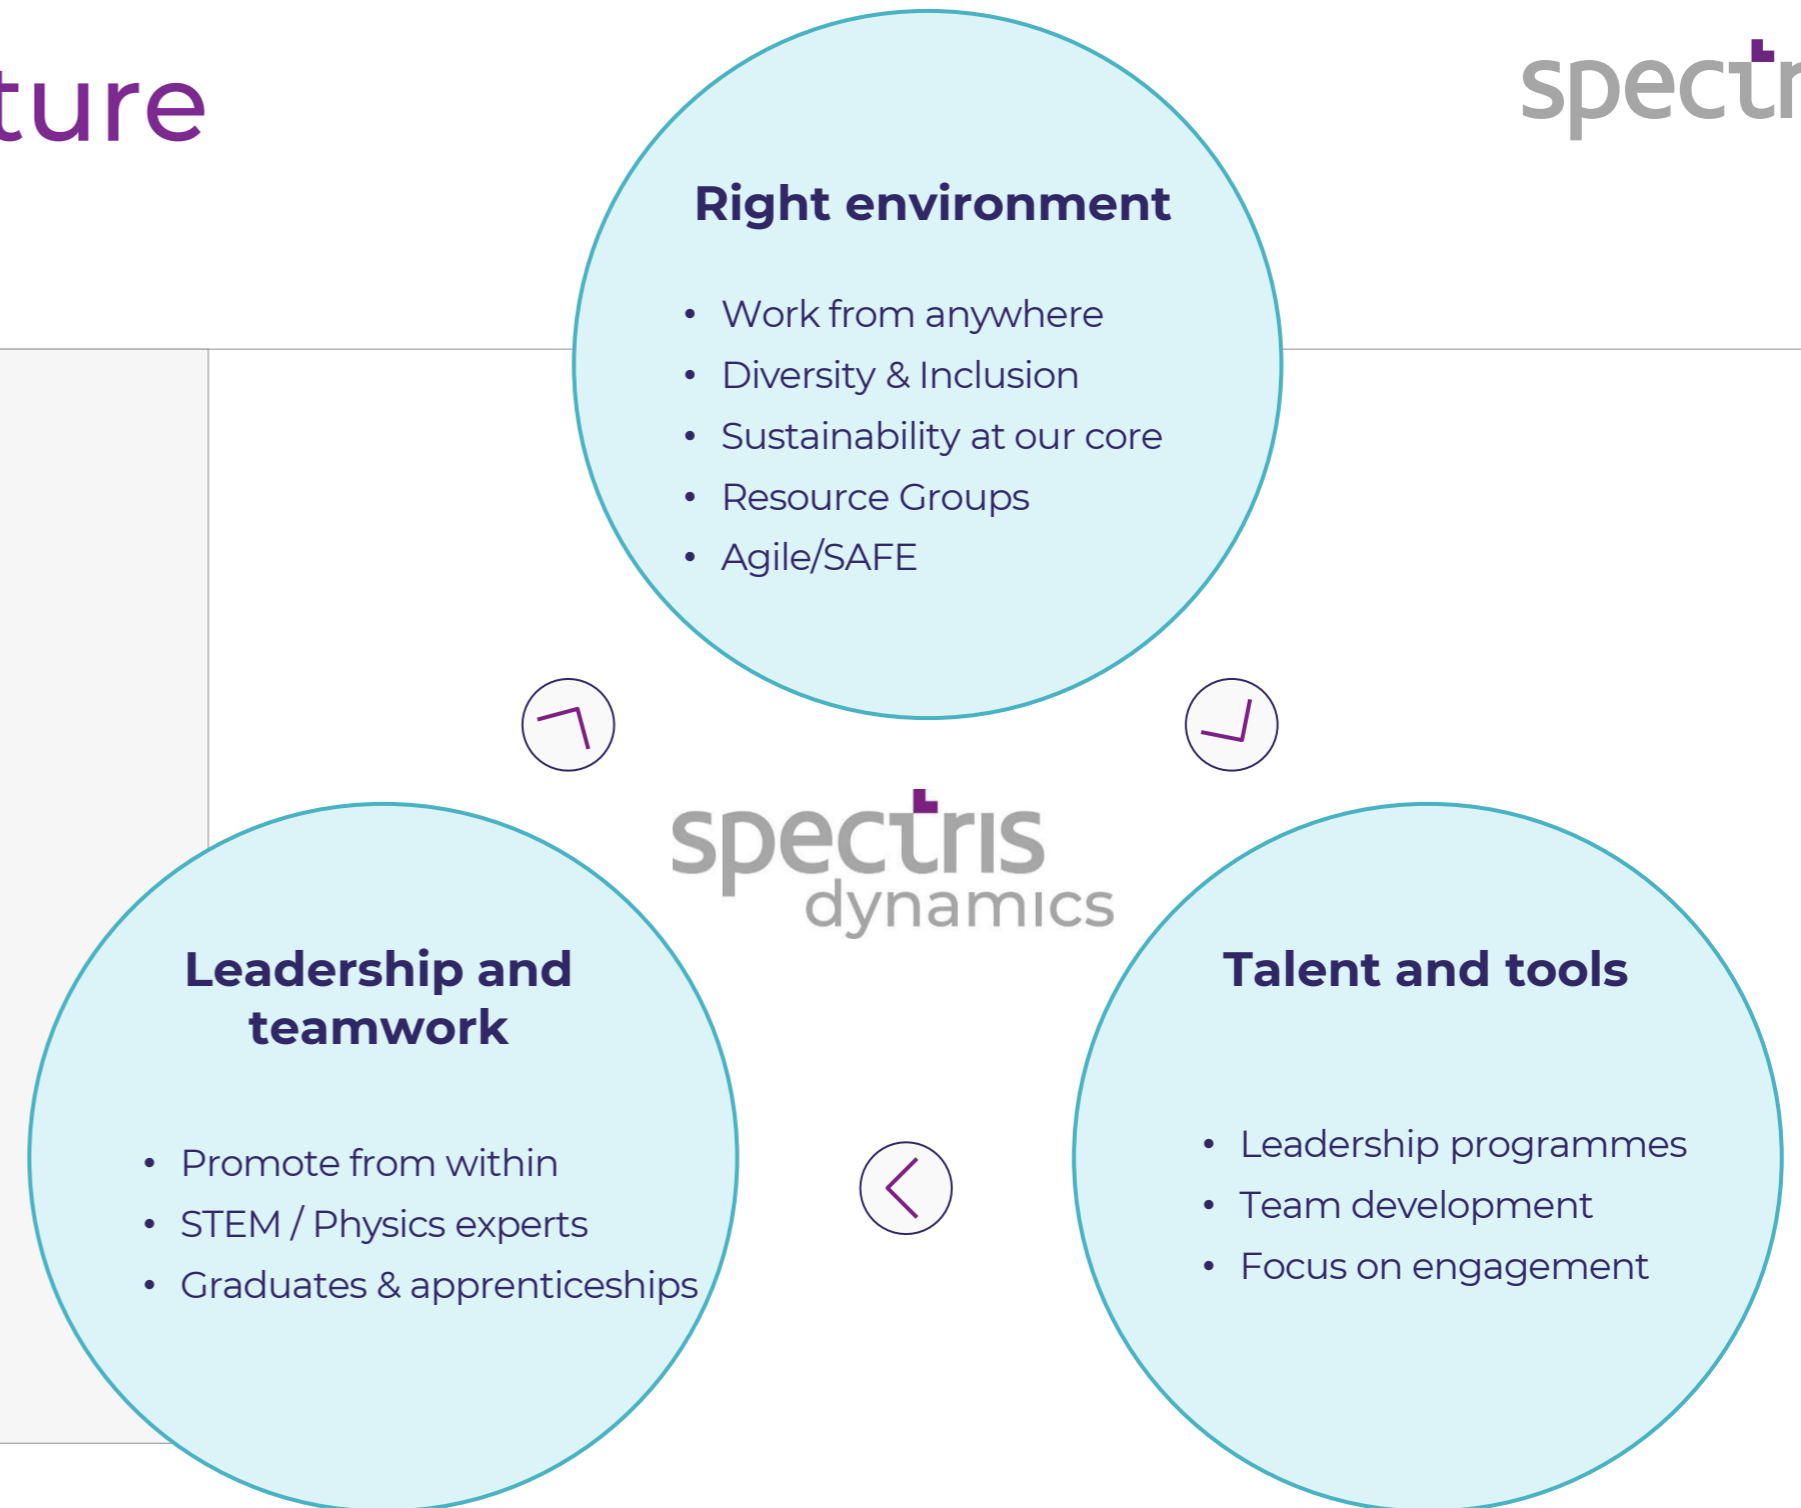 ture
spectr
Right environment
• Work from anywhere
• Diversity & Inclusion
• Sustainability at our core
• Resource Groups
• Agile/SAFE
spectris
dynamics
Leadership and
teamwork
• Promote from within
• STEM / Physics experts
• Graduates & apprenticeships
Talent and tools
• Leadership programmes
• Team development
• Focus on engagement